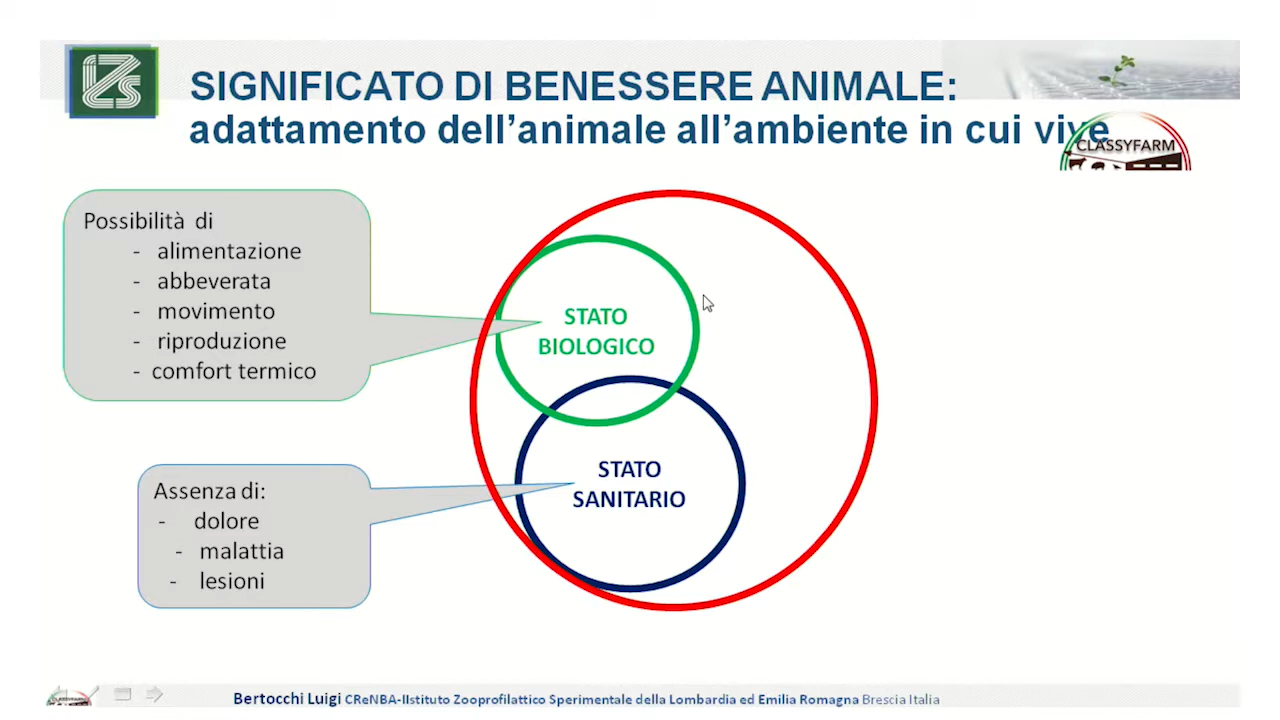 SIGNIFICATO DI BENESSERE ANIMALE:
adattamento dell'animale all'ambiente in cui vive
CLASSYFARM
Possibilità di
- alimentazione
- abbeverata
- movimento
- riproduzione
- comfort termico
STATO
BIOLOGICO
STATO
SANITARIO
Assenza di:
- dolore
- malattia
- lesioni
CLASSYFARM
Bertocchi Luigi CReNBA-IIstituto Zooprofilattico Sperimentale della Lombardia ed Emilia Romagna Brescia Italia